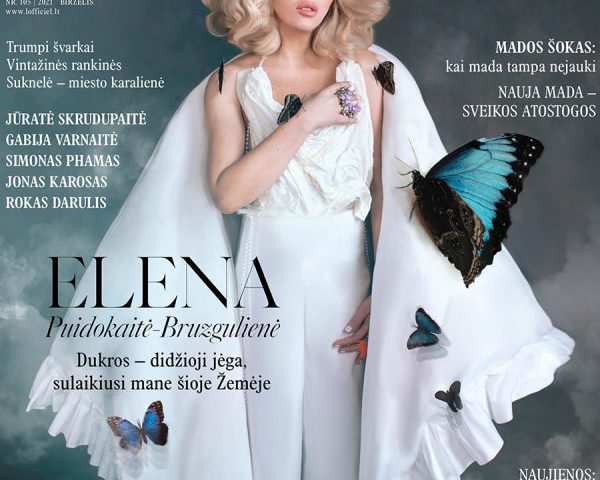 NR. 105 | 2021 BIRŽELIS
www.lofficiel.lt
Trumpi švarkai
Vintažinės rankinės
Suknelė – miesto karalienė
JŪRATĖ SKRUDUPAITĖ
GABIJA VARNAITĖ
SIMONAS PHAMAS
JONAS KAROSAS
ROKAS DARULIS
MADOS ŠOKAS:
kai mada tampa nejauki
NAUJA MADA –
SVEIKOS ATOSTOGOS
ELENA
Puidokaitė-Bruzgulienė
Dukros – didžioji jėga,
sulaikiusi mane šioje Žemėje
NAUJIENOS: